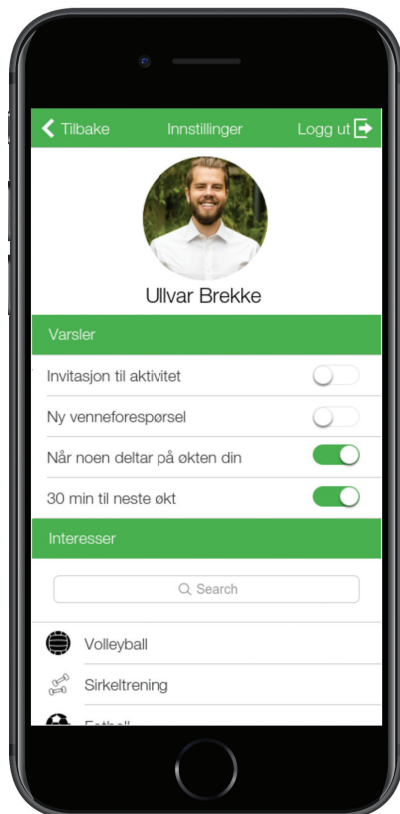 Tilbake Innstillinger Logg ut
Ullvar Brekke
Varsler
Invitasjon til aktivitet
Ny venneforespørsel
Når noen deltar på økten din
30 min til neste økt
Interesser
Search
Volleyball
Sirkeltrening
Fotball